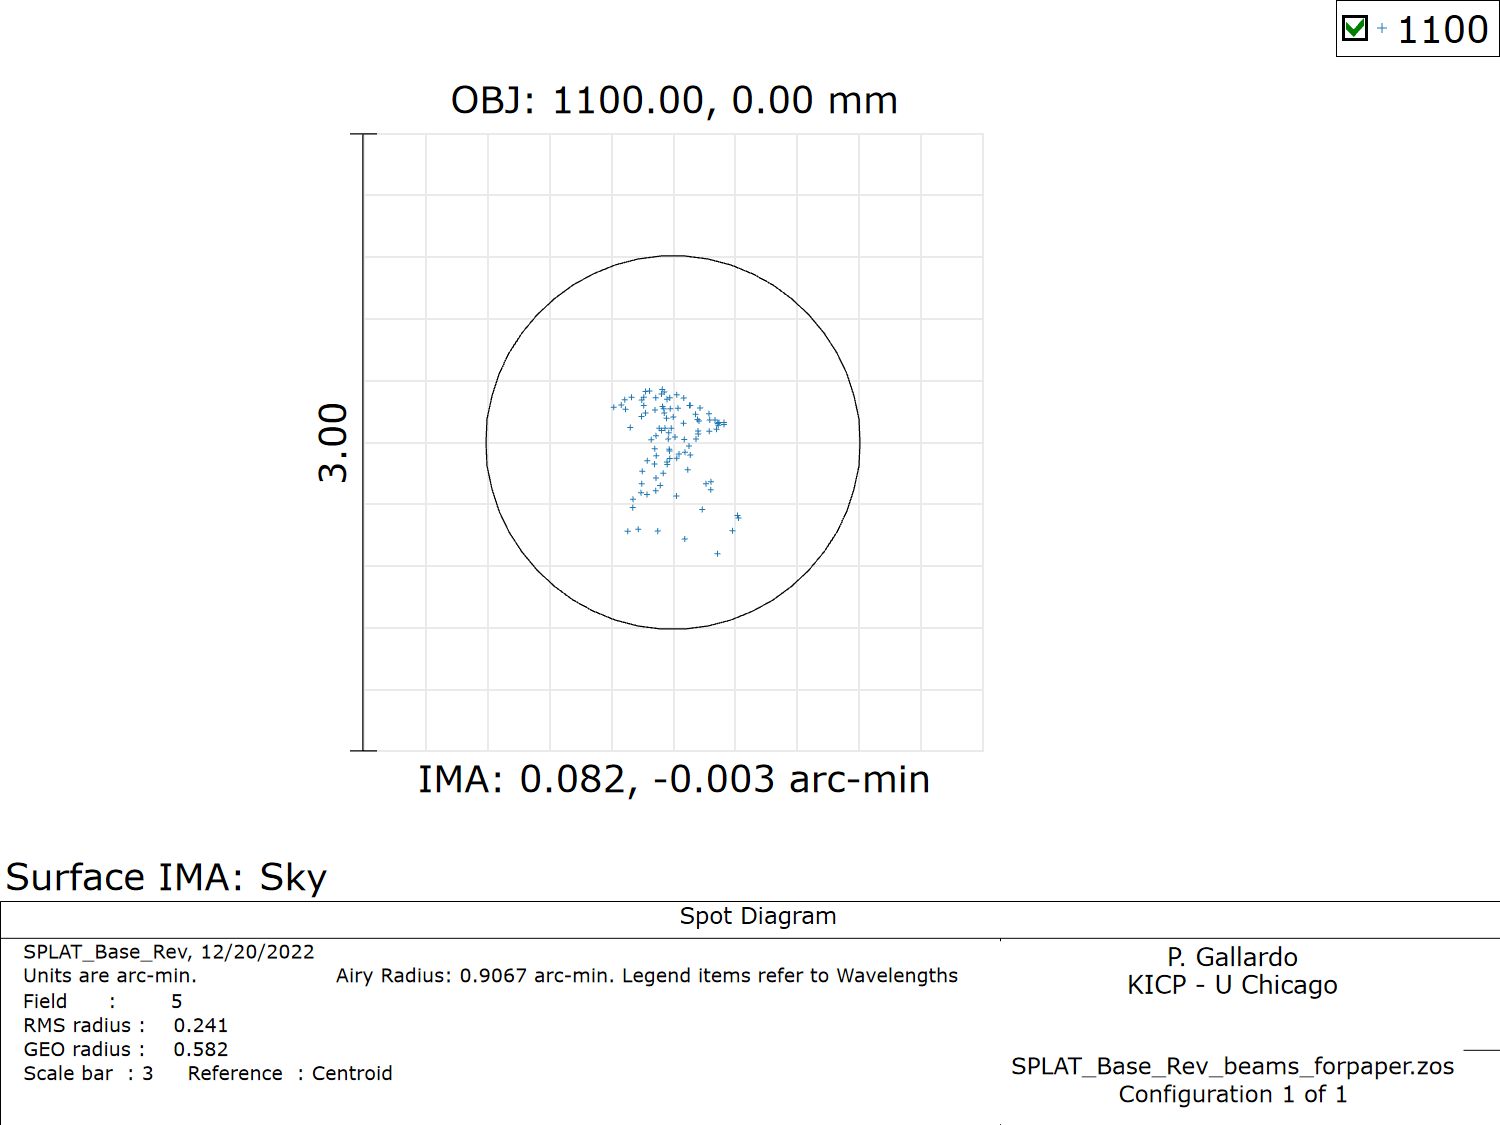 + 1100
OBJ: 1100.00, 0.00 mm
3.00
IMA: 0.082, -0.003 arc-min
Surface IMA: Sky
Spot Diagram
SPLAT_Base_Rev, 12/20/2022
Units are arc-min. Airy Radius: 0.9067 arc-min. Legend items refer to Wavelengths
Field : 5
RMS radius : 0.241
GEO radius : 0.582
Scale bar : 3 Reference : Centroid
P. Gallardo
KICP - U Chicago
SPLAT_Base_Rev_beams_forpaper.zos
Configuration 1 of 1